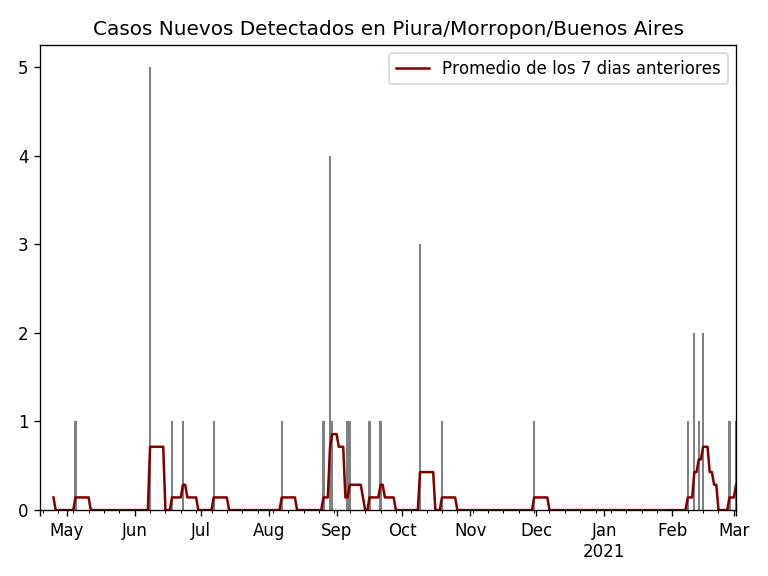 Casos Nuevos Detectados en Piura/Morropon/Buenos Aires
Promedio de los 7 dias anteriores
5
4
3
2
1
0
May Jun Jul Aug Sep Oct Nov Dec Jan Feb Mar
2021